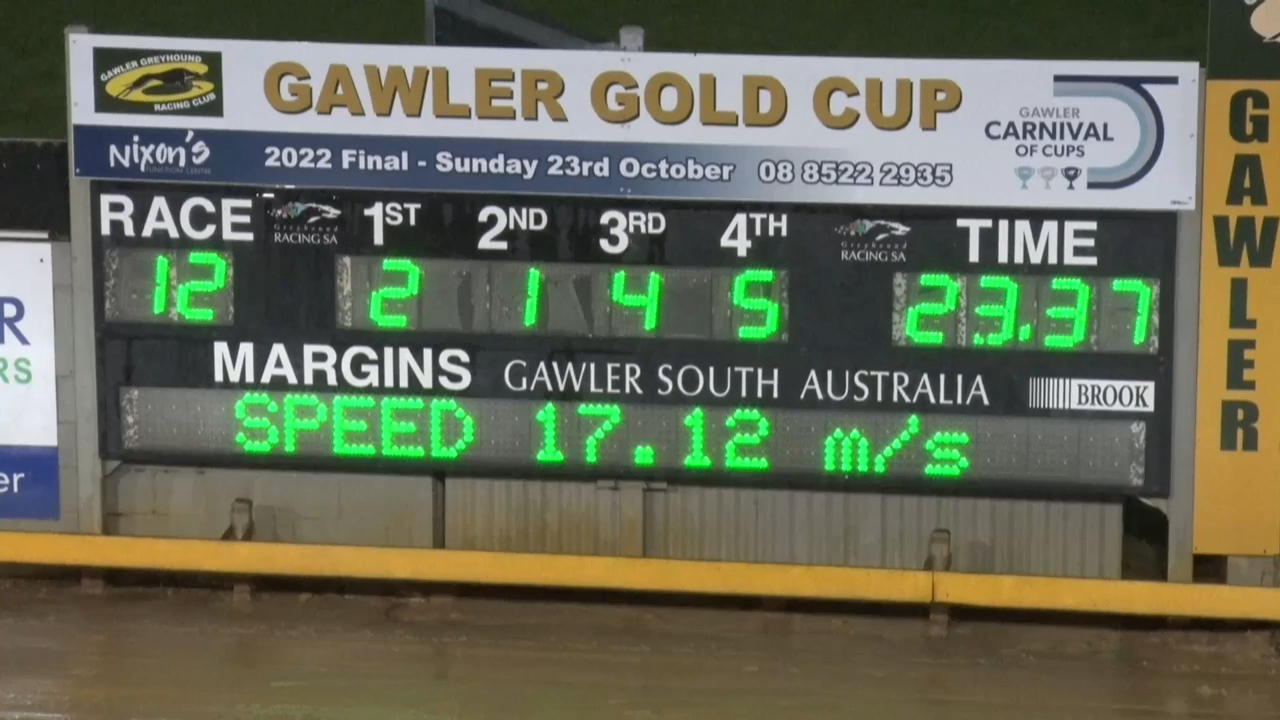 GAWLER GREYHOUND
RACING CLUB
GAWLER GOLD CUP
GAWLER
CARNIVAL
OF CUPS
Nixon's
FUNCTION CENTRE
2022 Final - Sunday 23rd October 08 8522 2935
RACE
Greyhound
RACING SA
1ST 2ND 3RD 4TH
Greyhound
RACING SA
TIME
12 2 1 4 5 23.37
MARGINS GAWLER SOUTH AUSTRALIA BROOK
SPEED 17.12 m/s
GAWLER
R
RS
er